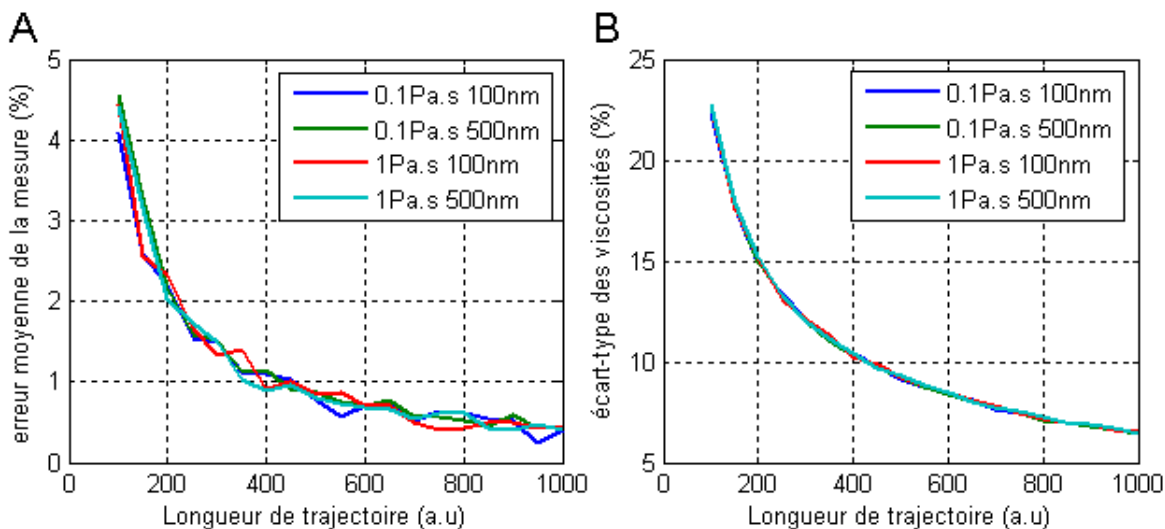 A
erreur moyenne de la mesure (%)
5
4
3
2
1
0
0.1Pa.s 100nm
0.1Pa.s 500nm
1Pa.s 100nm
1Pa.s 500nm
0 200 400 600 800 1000
Longueur de trajectoire (a.u)
B
écart-type des viscosités (%)
25
20
15
10
5
0.1Pa.s 100nm
0.1Pa.s 500nm
1Pa.s 100nm
1Pa.s 500nm
0 200 400 600 800 1000
Longueur de trajectoire (a.u)